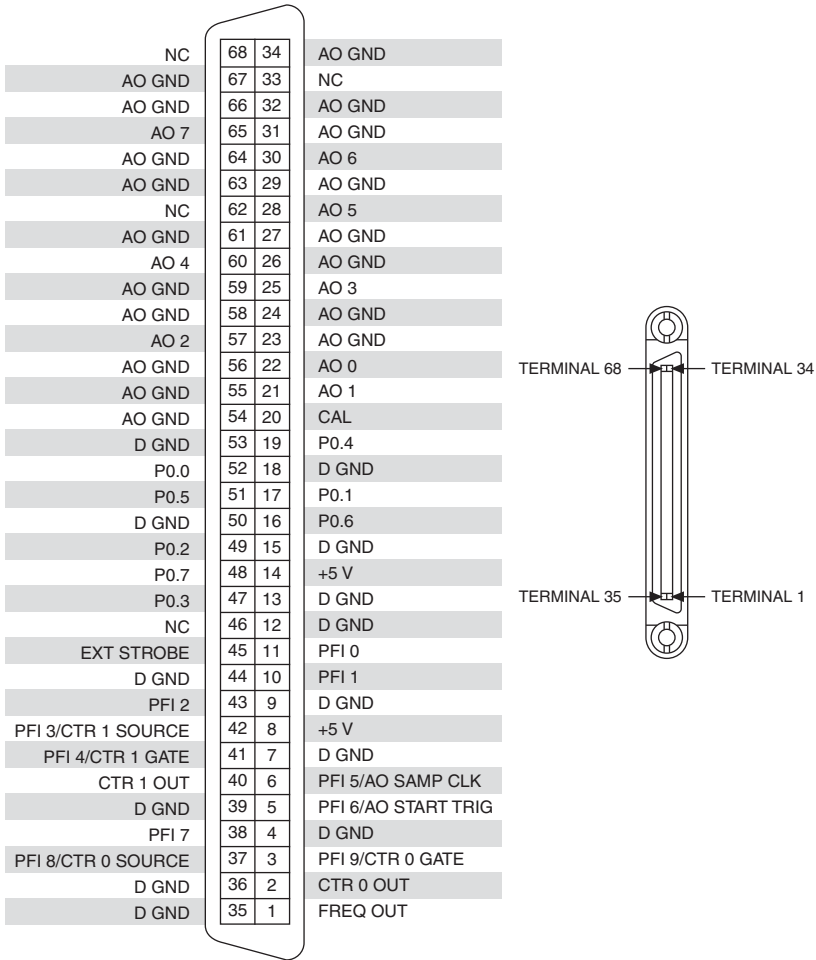 NC 68 34 AO GND
AO GND 67 33 NC
AO GND 66 32 AO GND
AO 7 65 31 AO GND
AO GND 64 30 AO 6
AO GND 63 29 AO GND
NC 62 28 AO 5
AO GND 61 27 AO GND
AO 4 60 26 AO GND
AO GND 59 25 AO 3
AO GND 58 24 AO GND
AO 2 57 23 AO GND
AO GND 56 22 AO 0
AO GND 55 21 AO 1
AO GND 54 20 CAL
D GND 53 19 P0.4
P0.0 52 18 D GND
P0.5 51 17 P0.1
D GND 50 16 P0.6
P0.2 49 15 D GND
P0.7 48 14 +5 V
P0.3 47 13 D GND
NC 46 12 D GND
EXT STROBE 45 11 PFI 0
D GND 44 10 PFI 1
PFI 2 43 9 D GND
PFI 3/CTR 1 SOURCE 42 8 +5 V
PFI 4/CTR 1 GATE 41 7 D GND
CTR 1 OUT 40 6 PFI 5/AO SAMP CLK
D GND 39 5 PFI 6/AO START TRIG
PFI 7 38 4 D GND
PFI 8/CTR 0 SOURCE 37 3 PFI 9/CTR 0 GATE
D GND 36 2 CTR 0 OUT
D GND 35 1 FREQ OUT
TERMINAL 68 TERMINAL 34
TERMINAL 35 TERMINAL 1